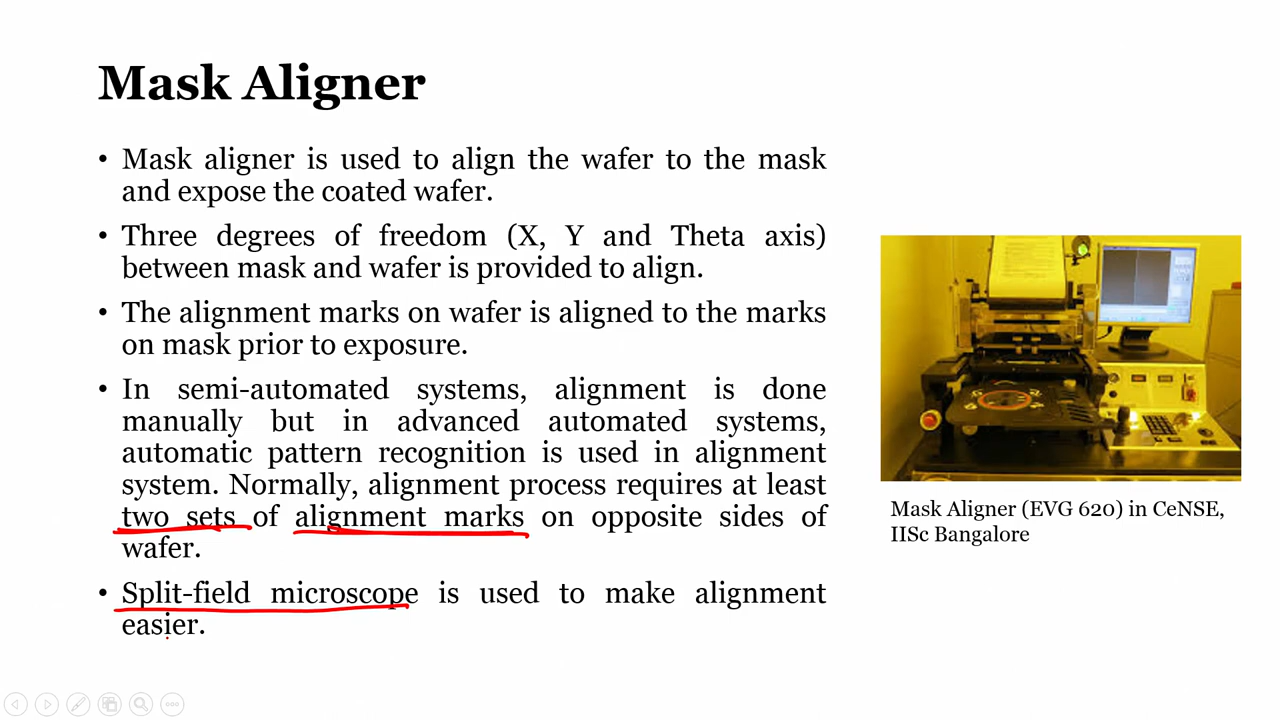 Mask Aligner
• Mask aligner is used to align the wafer to the mask
and expose the coated wafer.
• Three degrees of freedom (X, Y and Theta axis)
between mask and wafer is provided to align.
• The alignment marks on wafer is aligned to the marks
on mask prior to exposure.
• In semi-automated systems, alignment is done
manually but in advanced automated systems,
automatic pattern recognition is used in alignment
system. Normally, alignment process requires at least
two sets of alignment marks on opposite sides of
wafer.
• Split-field microscope is used to make alignment
easier.
Mask Aligner (EVG 620) in CeNSE,
IISc Bangalore